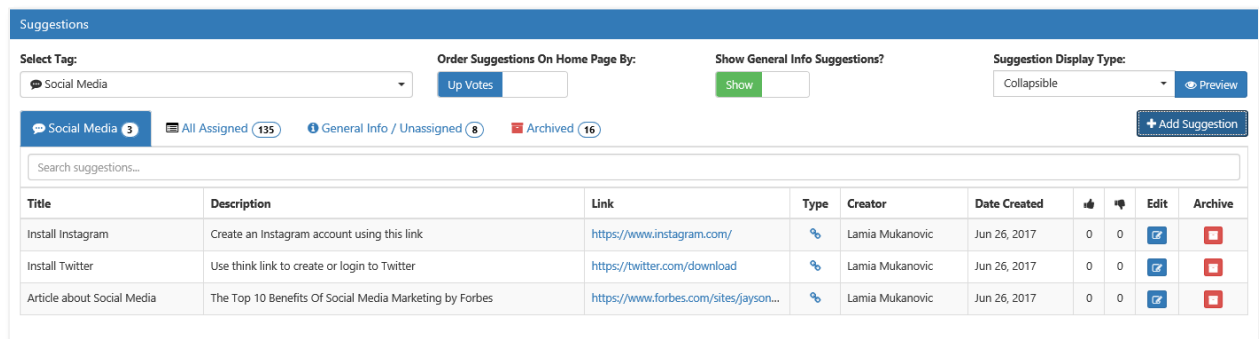 Suggestions
Select Tag: Order Suggestions On Home Page By: Show General Info Suggestions? Suggestion Display Type:
Social Media Up Votes Show Collapsible Preview
Social Media 3 All Assigned 135 General Info / Unassigned 8 Archived 16 + Add Suggestion
Search suggestions...
Title Description Link Type Creator Date Created Edit Archive
Install Instagram Create an Instagram account using this link https://www.instagram.com/ Lamia Mukanovic Jun 26, 2017 0 0
Install Twitter Use think link to create or login to Twitter https://twitter.com/download Lamia Mukanovic Jun 26, 2017 0 0
Article about Social Media The Top 10 Benefits Of Social Media Marketing by Forbes https://www.forbes.com/sites/jayson... Lamia Mukanovic Jun 26, 2017 0 0